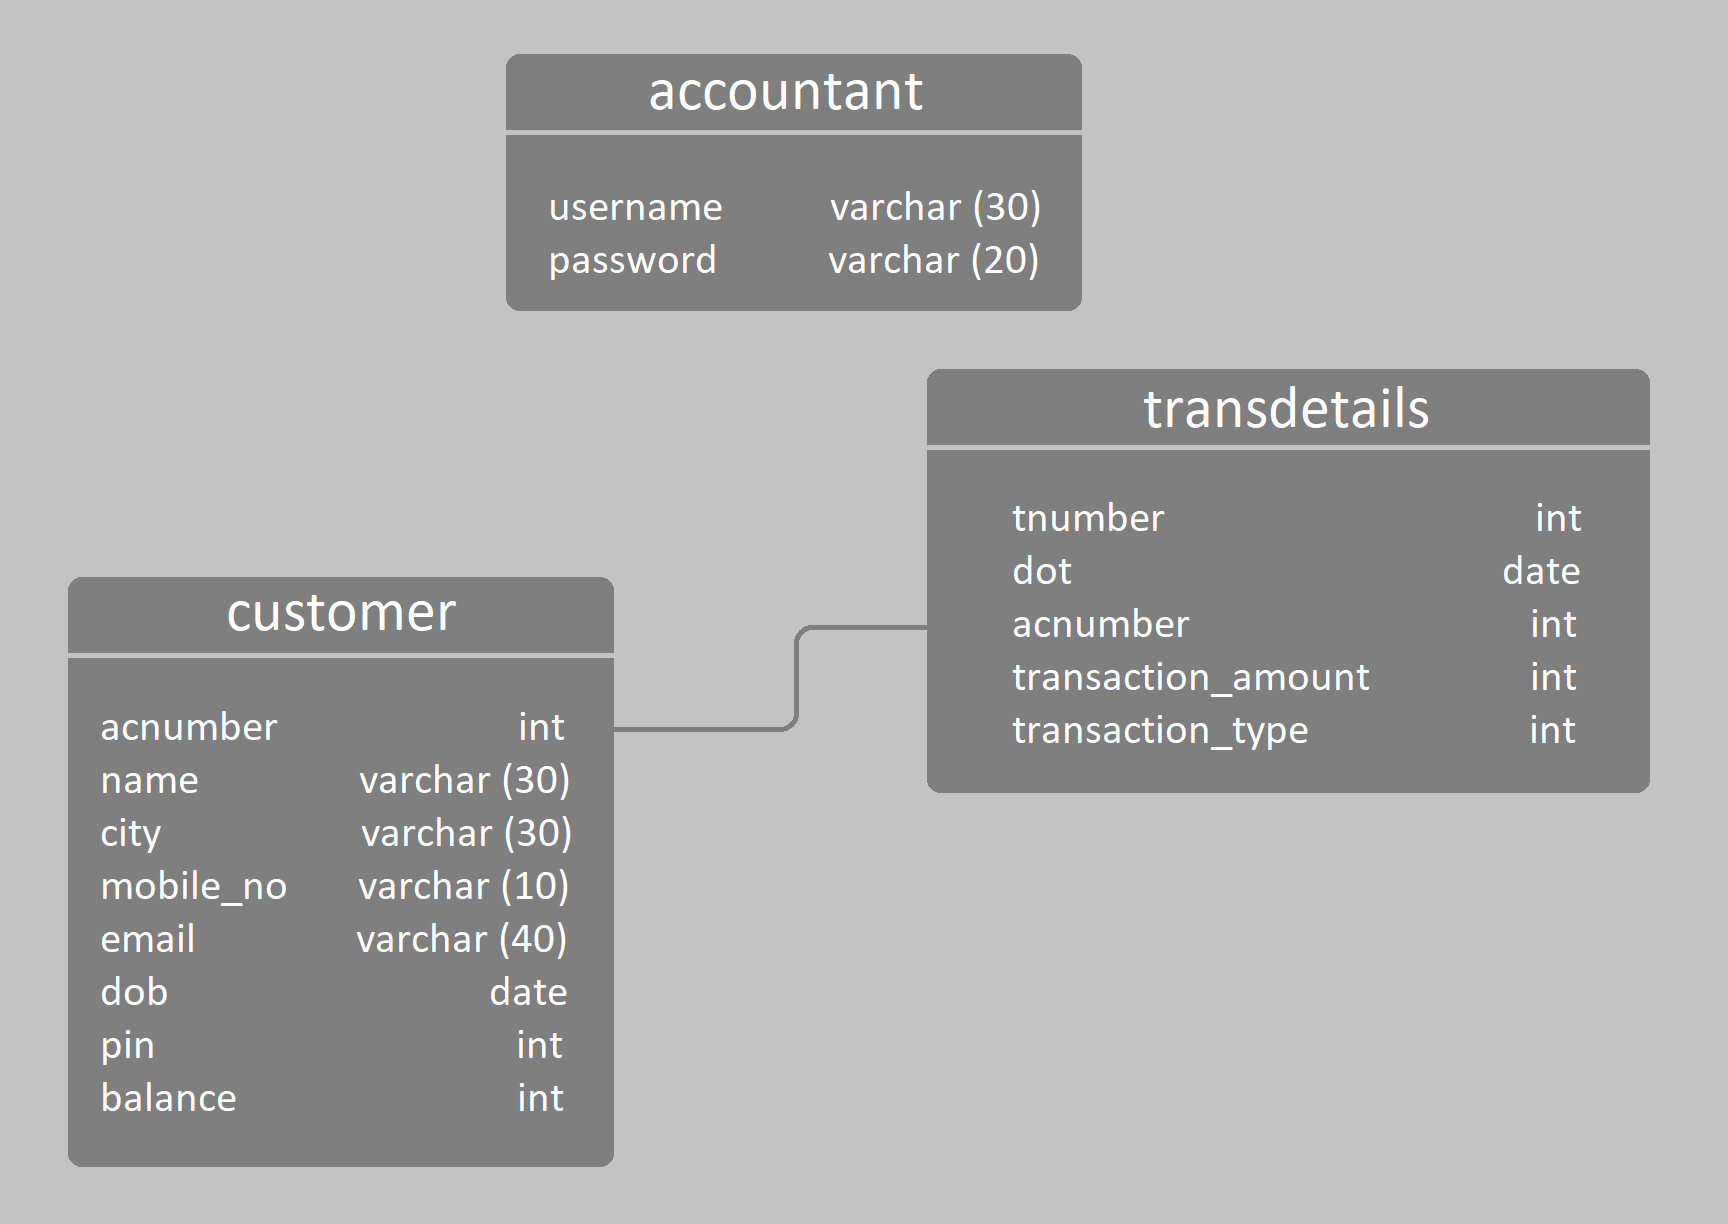 accountant
username varchar (30)
password varchar (20)
transdetails
tnumber int
dot date
acnumber int
transaction_amount int
transaction_type int
customer
acnumber int
name varchar (30)
city varchar (30)
mobile_no varchar (10)
email varchar (40)
dob date
pin int
balance int